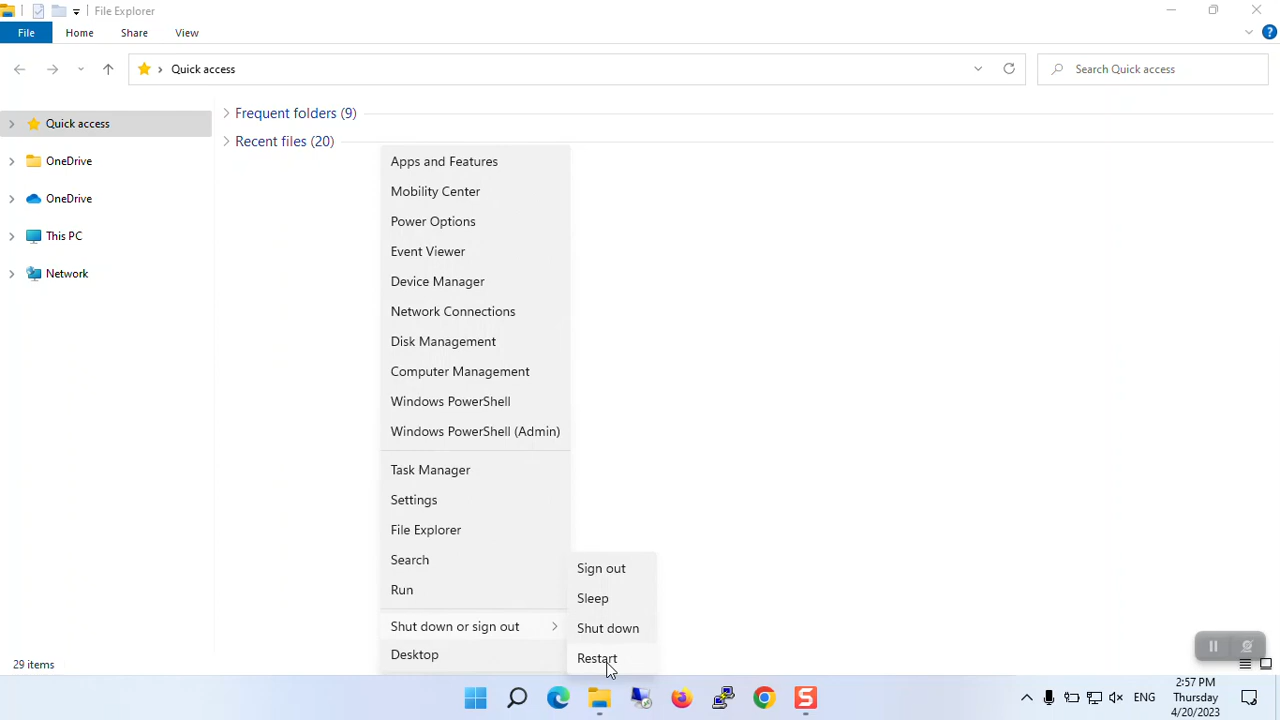 File Explorer
File Home Share View
Quick access
Search Quick access
Quick access
OneDrive
OneDrive
This PC
Network
Frequent folders (9)
Recent files (20)
Apps and Features
Mobility Center
Power Options
Event Viewer
Device Manager
Network Connections
Disk Management
Computer Management
Windows PowerShell
Windows PowerShell (Admin)
Task Manager
Settings
File Explorer
Search
Run
Shut down or sign out
Desktop
Sign out
Sleep
Shut down
Restart
29 items
ENG
2:57 PM
Thursday
4/20/2023